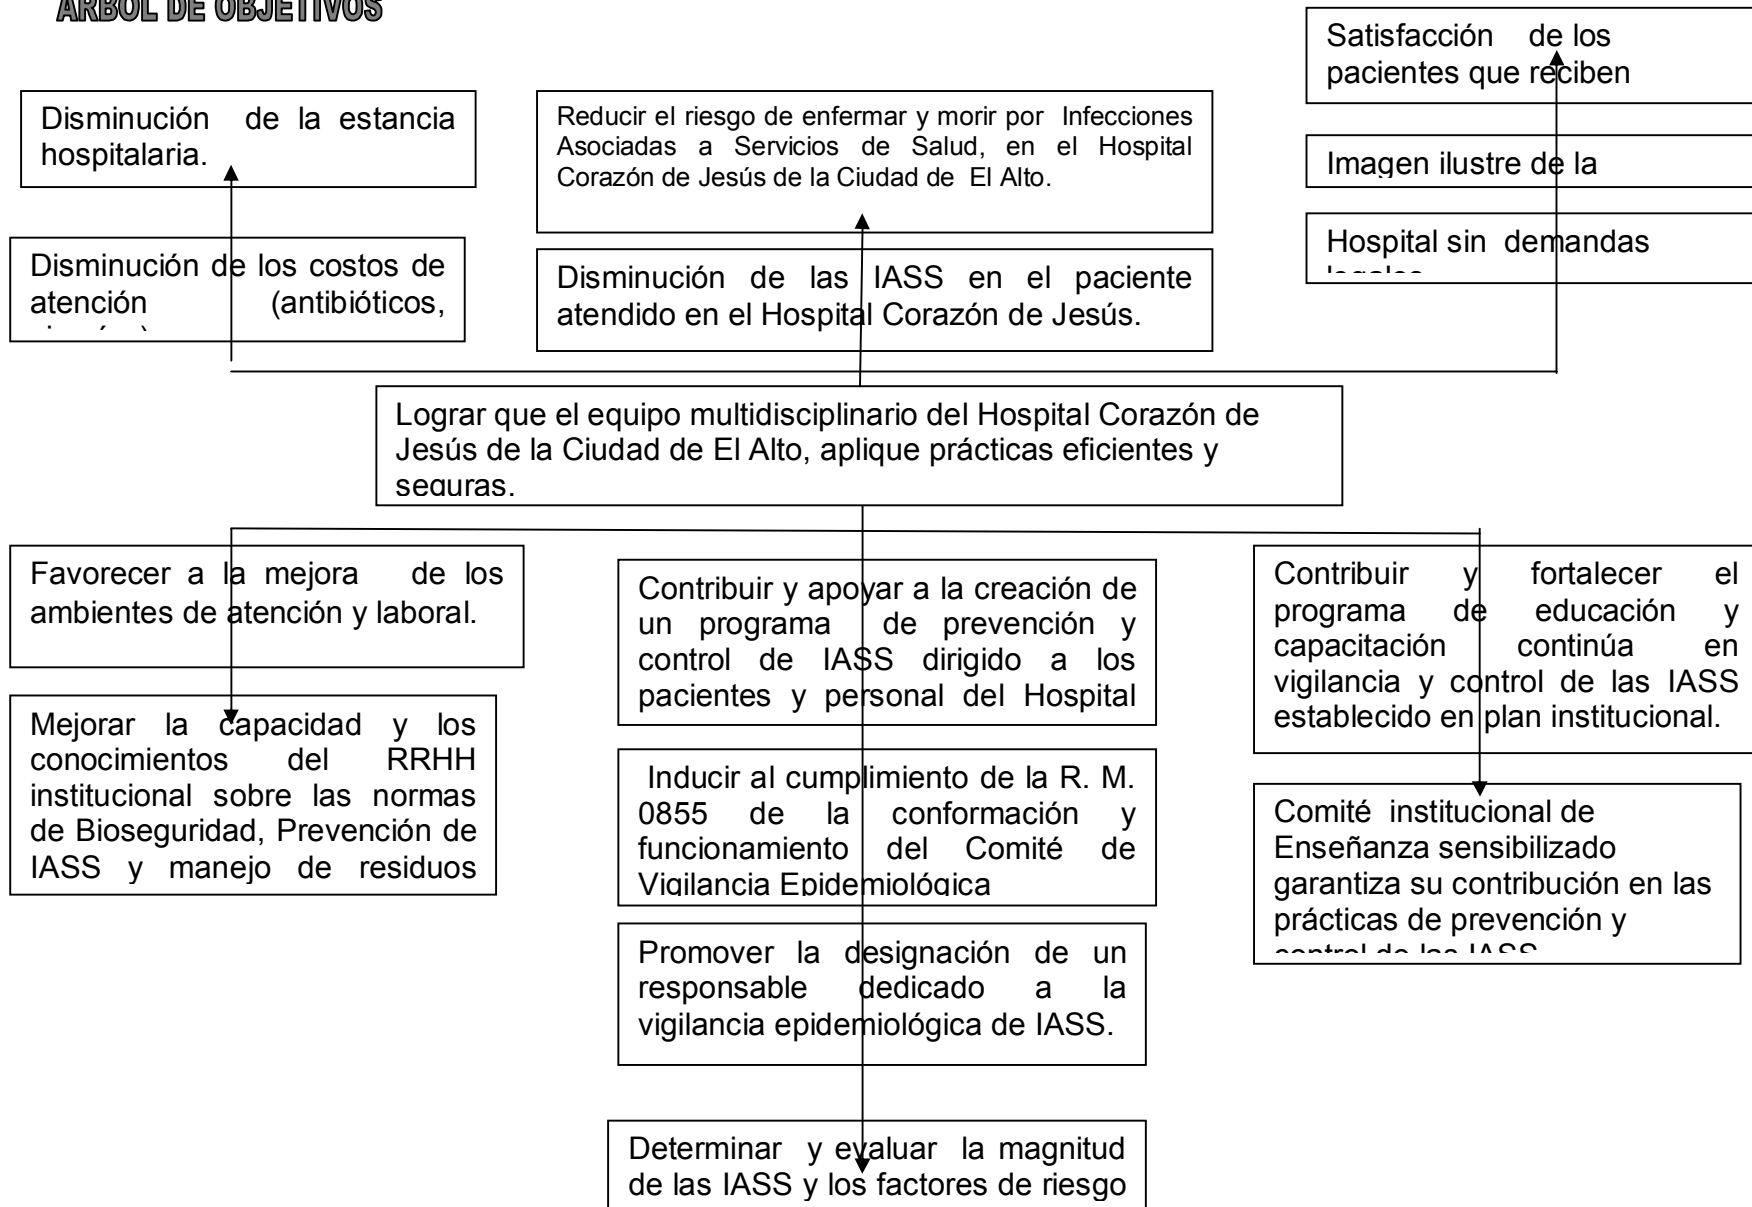 ARBOL DE OBJETIVOS
Disminución de la estancia
hospitalaria.
Reducir el riesgo de enfermar y morir por Infecciones
Asociadas a Servicios de Salud, en el Hospital
Corazón de Jesús de la Ciudad de El Alto.
Satisfacción de los
pacientes que reciben
Imagen ilustre de la
Disminución de los costos de
atención (antibióticos,
Disminución de las IASS en el paciente
atendido en el Hospital Corazón de Jesús.
Hospital sin demandas
legales
Lograr que el equipo multidisciplinario del Hospital Corazón de
Jesús de la Ciudad de El Alto, aplique prácticas eficientes y
seguras.
Favorecer a la mejora de los
ambientes de atención y laboral.
Mejorar la capacidad y los
conocimientos del RRHH
institucional sobre las normas
de Bioseguridad, Prevención de
IASS y manejo de residuos
Contribuir y apoyar a la creación de
un programa de prevención y
control de IASS dirigido a los
pacientes y personal del Hospital
Inducir al cumplimiento de la R. M.
0855 de la conformación y
funcionamiento del Comité de
Vigilancia Epidemiológica
Promover la designación de un
responsable dedicado a la
vigilancia epidemiológica de IASS.
Determinar y evaluar la magnitud
de las IASS y los factores de riesgo
Contribuir y fortalecer el
programa de educación y
capacitación continúa en
vigilancia y control de las IASS
establecido en plan institucional.
Comité institucional de
Enseñanza sensibilizado
garantiza su contribución en las
prácticas de prevención y
control de las IASS